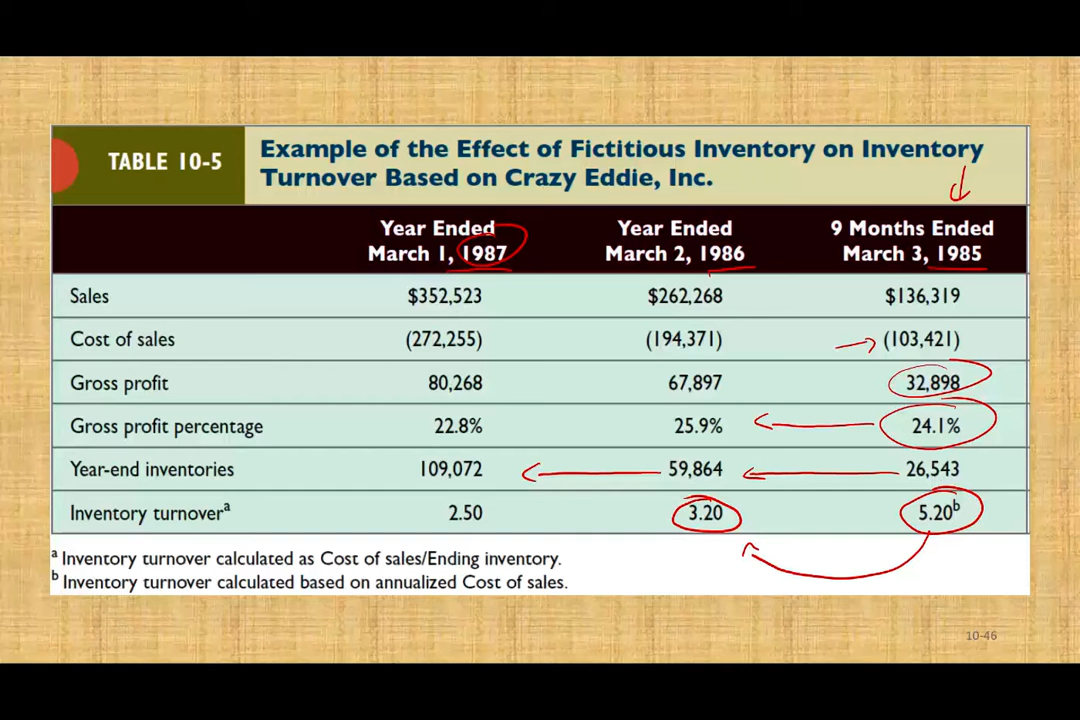 TABLE 10-5
Example of the Effect of Fictitious Inventory on Inventory
Turnover Based on Crazy Eddie, Inc.
Year Ended March 1, 1987 Year Ended March 2, 1986 9 Months Ended March 3, 1985
Sales $352,523 $262,268 $136,319
Cost of sales (272,255) (194,371) (103,421)
Gross profit 80,268 67,897 32,898
Gross profit percentage 22.8% 25.9% 24.1%
Year-end inventories 109,072 59,864 26,543
Inventory turnoverᵃ 2.50 3.20 5.20ᵇ
ᵃ Inventory turnover calculated as Cost of sales/Ending inventory.
ᵇ Inventory turnover calculated based on annualized Cost of sales.
10-46